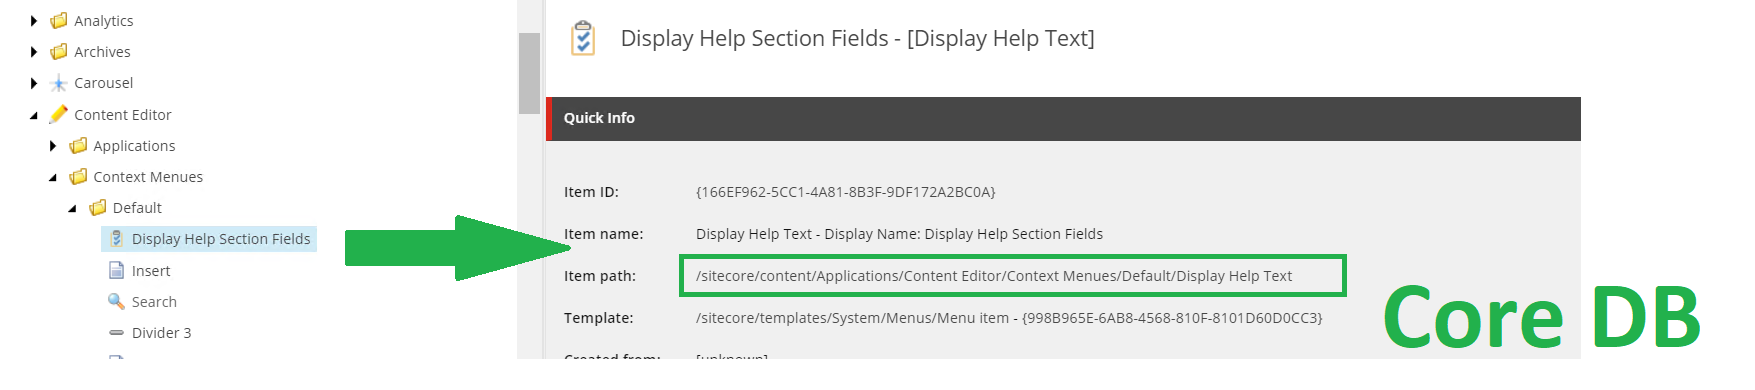 Analytics
Archives
Carousel
Content Editor
Applications
Context Menues
Default
Display Help Section Fields
Insert
Search
Divider 3
Display Help Section Fields - [Display Help Text]
Quick Info
Item ID: {166EF962-5CC1-4A81-8B3F-9DF172A2BC0A}
Item name: Display Help Text - Display Name: Display Help Section Fields
Item path: /sitecore/content/Applications/Content Editor/Context Menues/Default/Display Help Text
Template: /sitecore/templates/System/Menus/Menu item - {998B965E-6AB8-4568-810F-8101D60D0CC3}
Created from: [unknown]
Core DB